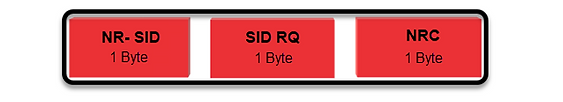 NR- SID SID RQ NRC
1 Byte 1 Byte 1 Byte